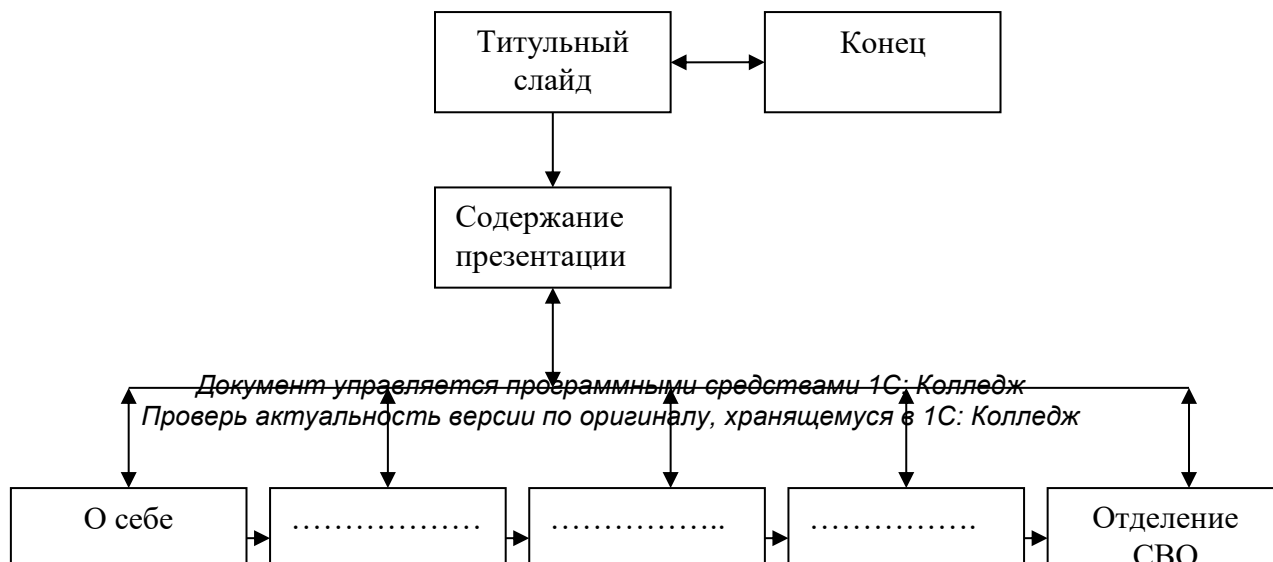 Титульный
слайд
Конец
Содержание
презентации
Документ управляется программными средствами 1С: Колледж
Проверь актуальность версии по оригиналу, хранящемуся в 1С: Колледж
О себе
………………
……………..
…………….
Отделение
СВО